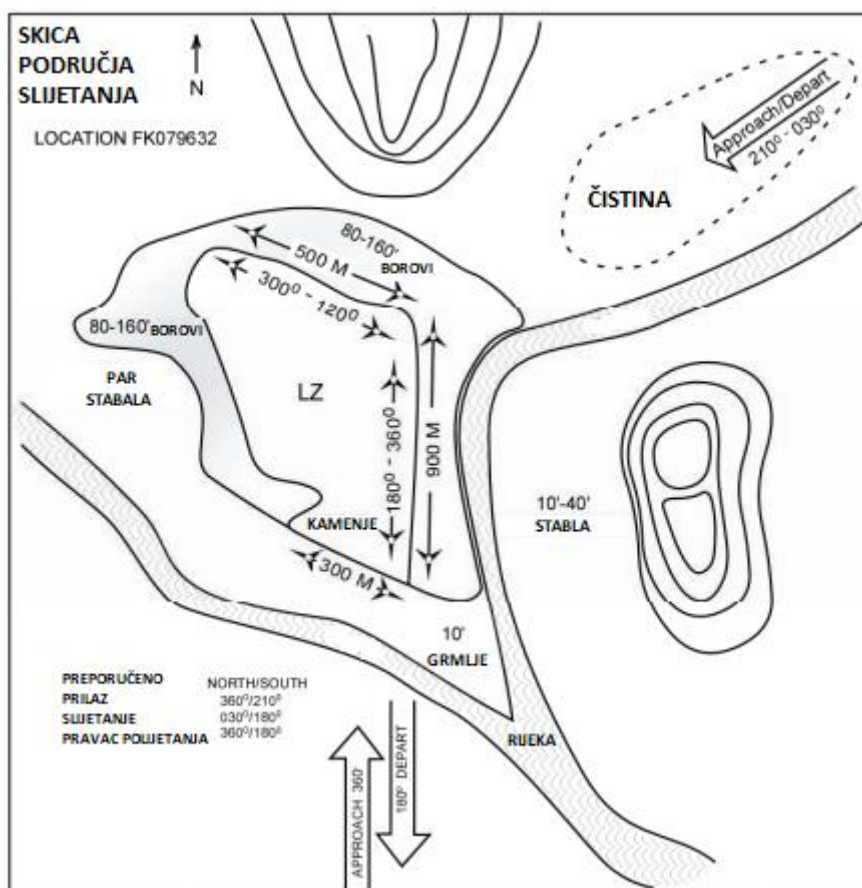 SKICA
PODRUČJA
SLIJETANJA
N
LOCATION FK079632
Approach/Depart
210⁰ - 030⁰
ČISTINA
80-160'
BOROVI
500 M
300⁰ - 120⁰
80-160' BOROVI
PAR
STABALA
LZ
180⁰ - 360⁰
900 M
10'-40'
STABLA
KAMENJE
300 M
10'
GRMLJE
RIJEKA
PREPORUČENO NORTH/SOUTH
PRILAZ 360⁰/210⁰
SLIJETANJE 030⁰/180⁰
PRAVAC POLIJETANJA 360⁰/180⁰
APPROACH 360
180⁰ DEPART